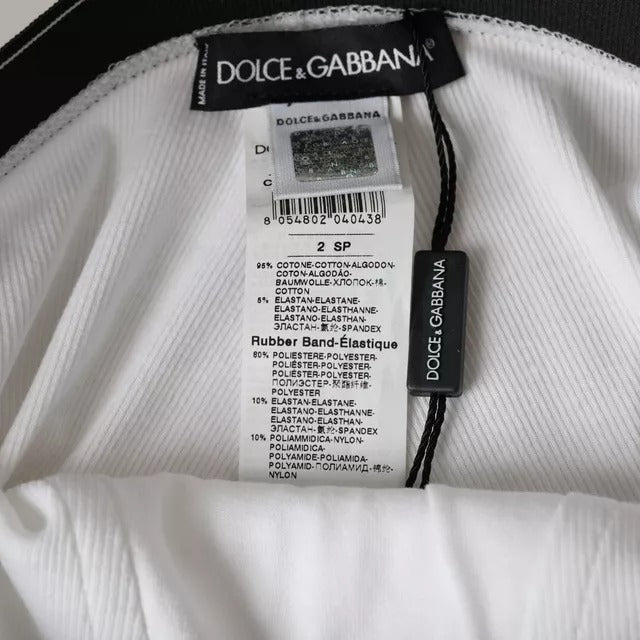 DOLCE & GABBANA®
MADE IN ITALY
DOLCE & GABBANA
8 054802 040438
2 SP
95% COTONE-COTTON-ALGODON-
COTTON-ALGODÃO-
BAUMWOLLE-ХЛОПОК-棉-
COTTON
5% ELASTAN-ELASTANE-
ELASTANO-ELASTHANNE-
ELASTANO-ELASTHAN-
ЭЛАСТАН-氨纶-SPANDEX
Rubber Band-Élastique
80% POLIESTERE-POLYESTER-
POLIÉSTER-POLYESTER-
POLIÉSTER-POLYESTER-
ПОЛИЭСТЕР-聚酯纤维-
POLYESTER
10% ELASTAN-ELASTANE-
ELASTANO-ELASTHANNE-
ELASTANO-ELASTHAN-
ЭЛАСТАН-氨纶-SPANDEX
10% POLIAMMIDICA-NYLON-
POLIAMIDICA-
POLYAMIDE-POLIAMIDA-
POLYAMID-ПОЛИАМИД-锦纶-
NYLON
DOLCE & GABBANA